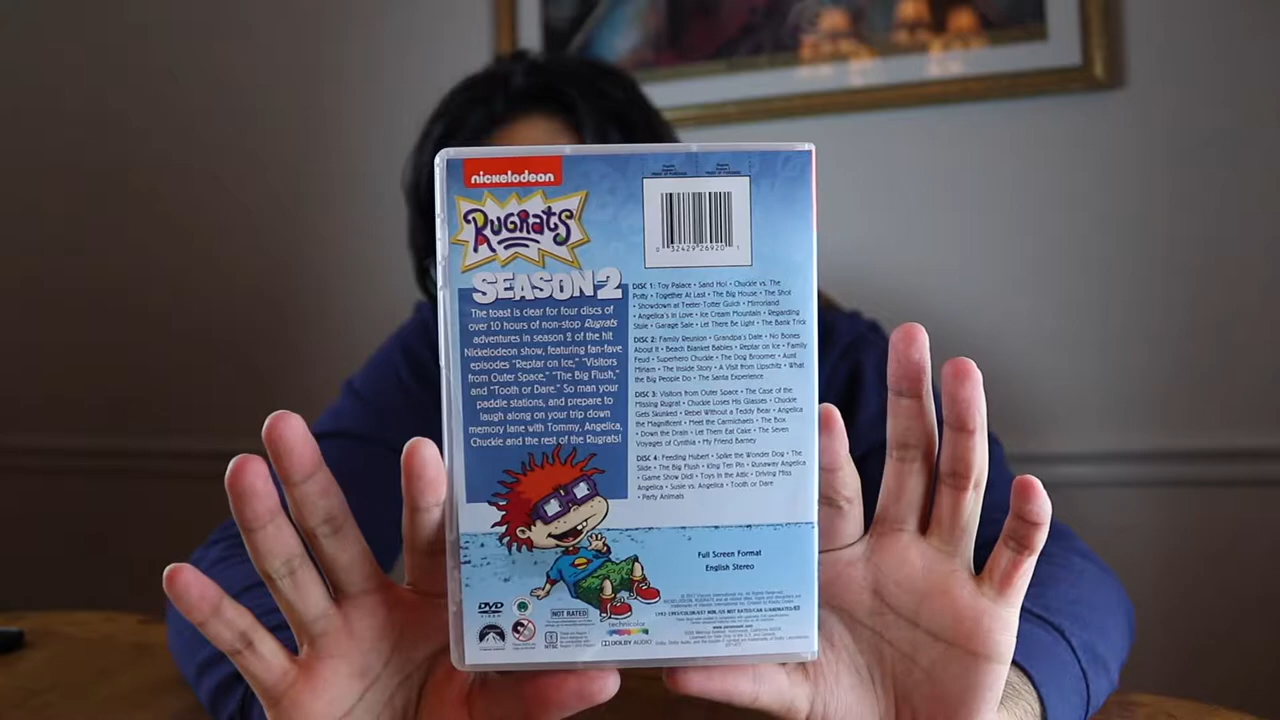 nickelodeon
RUGRATS
SEASON 2
The toast is clear for four discs of
over 10 hours of non-stop Rugrats
adventures in season 2 of the hit
Nickelodeon show, featuring fan-fave
episodes "Reptar on Ice," "Visitors
from Outer Space," "The Big Flush,"
and "Tooth or Dare." So man your
paddle stations, and prepare to
laugh along on your trip down
memory lane with Tommy, Angelica,
Chuckie and the rest of the Rugrats!
0 32429 26920 1
DISC 1: Toy Palace • Sand Ho! • Chuckie vs. The
Potty • Together At Last • The Big House • The Shot
• Showdown at Teeter-Totter Gulch • Mirrorland
• Angelica's In Love • Ice Cream Mountain • Regarding
Stuie • Garage Sale • Let There Be Light • The Bank Trick
DISC 2: Family Reunion • Grandpa's Date • No Bones
About It • Beach Blanket Babies • Reptar on Ice • Family
Feud • Superhero Chuckie • The Dog Broomer • Aunt
Miriam • The Inside Story • A Visit from Lipschitz • What
the Big People Do • The Santa Experience
DISC 3: Visitors from Outer Space • The Case of the
Missing Rugrat • Chuckie Loses His Glasses • Chuckie
Gets Skunked • Rebel Without a Teddy Bear • Angelica
the Magnificent • Meet the Carmichaels • The Box
• Down the Drain • Let Them Eat Cake • The Seven
Voyages of Cynthia • My Friend Barney
DISC 4: Feeding Hubert • Spike the Wonder Dog • The
Slide • The Big Flush • King Ten Pin • Runaway Angelica
• Game Show Didi • Toys in the Attic • Driving Miss
Angelica • Susie vs. Angelica • Tooth or Dare
• Party Animals
Full Screen Format
English Stereo
DVD
VIDEO
NOT RATED
technicolor
NTSC
DOLBY AUDIO